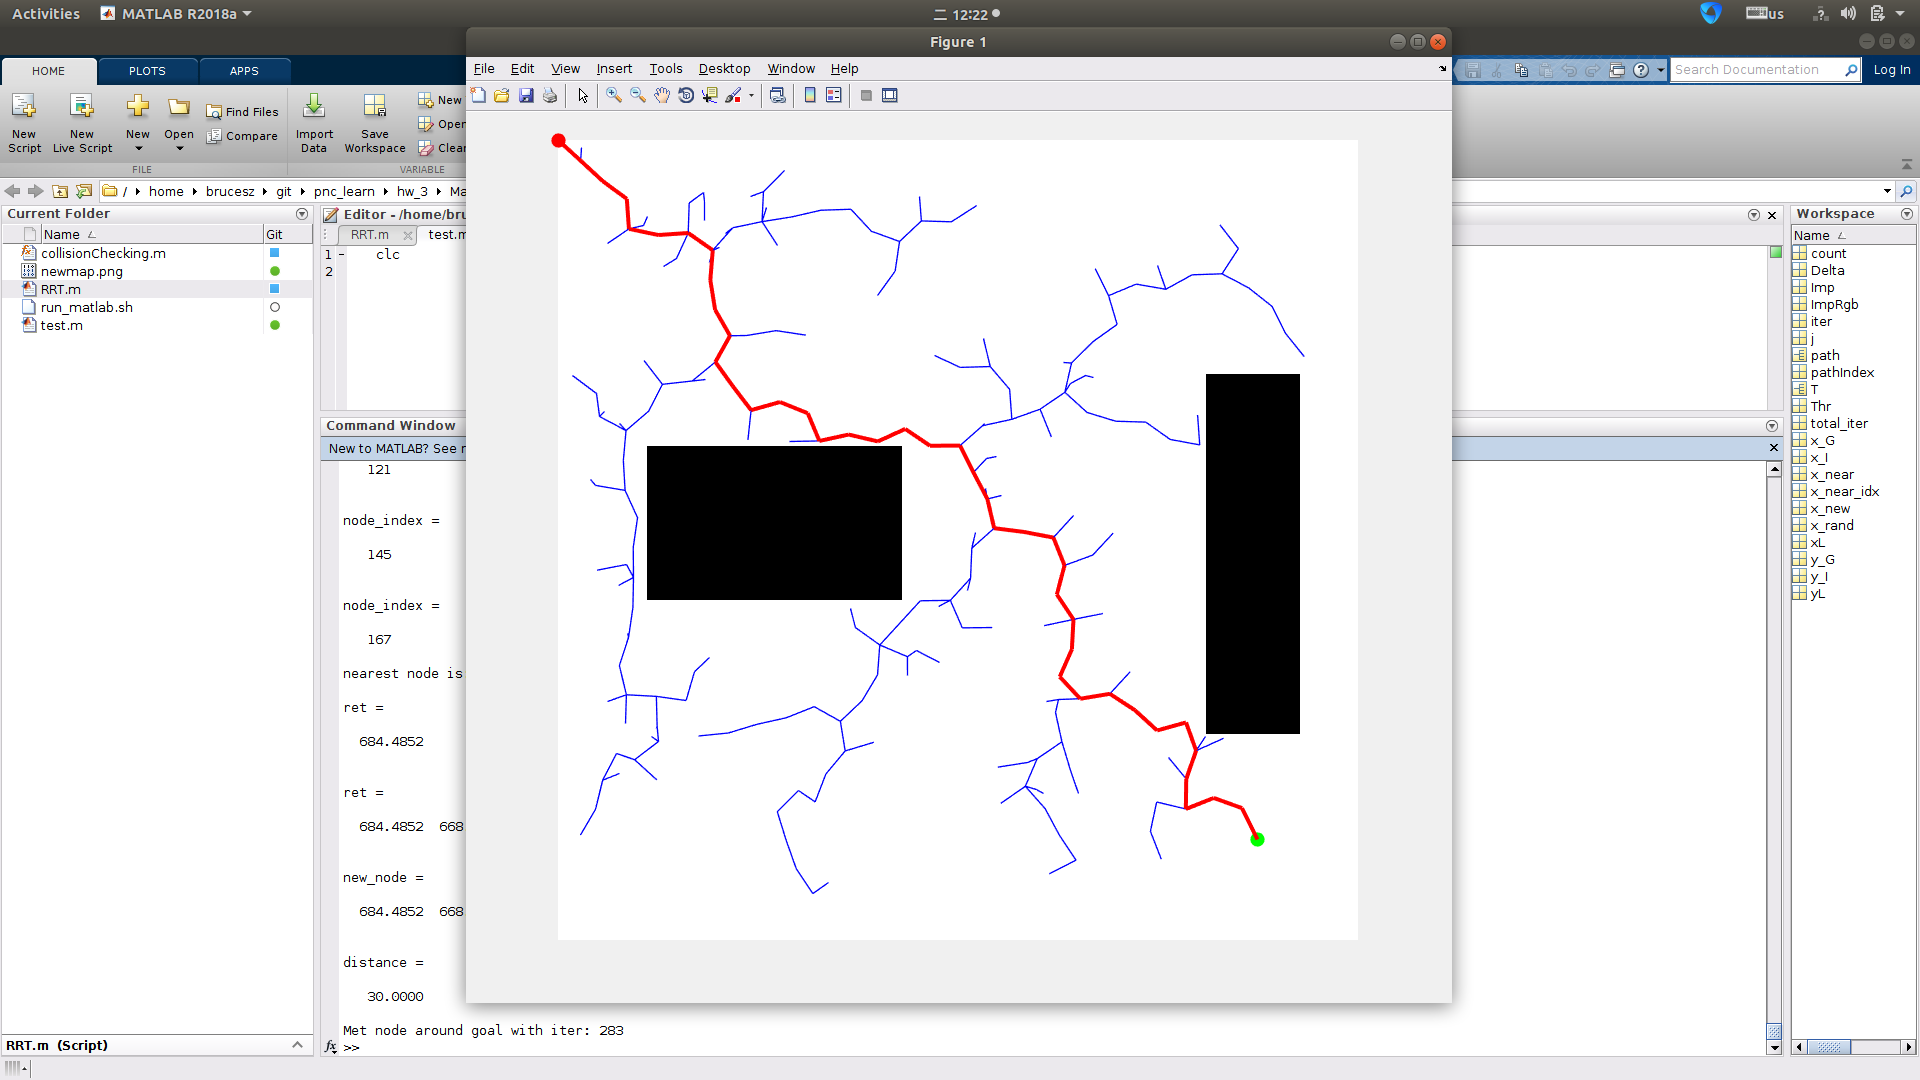 Activities MATLAB R2018a 二 12:22 us
Figure 1
File Edit View Insert Tools Desktop Window Help
HOME PLOTS APPS
Search Documentation Log In
New Script
New Live Script
New
Open
Find Files
Compare
Import Data
Save Workspace
New
Open
Clear
FILE VARIABLE
/ home brucesz git pnc_learn hw_3 Ma
Current Folder
Name Git
collisionChecking.m
newmap.png
RRT.m
run_matlab.sh
test.m
RRT.m (Script)
Editor - /home/bru
RRT.m test.m
1 - clc
2
Command Window
New to MATLAB? See
121
node_index =
145
node_index =
167
nearest node is
ret =
684.4852
ret =
684.4852 668
new_node =
684.4852 668
distance =
30.0000
Met node around goal with iter: 283
fx >>
Workspace
Name
count
Delta
Imp
ImpRgb
iter
j
path
pathIndex
T
Thr
total_iter
x_G
x_I
x_near
x_near_idx
x_new
x_rand
xL
y_G
y_I
yL